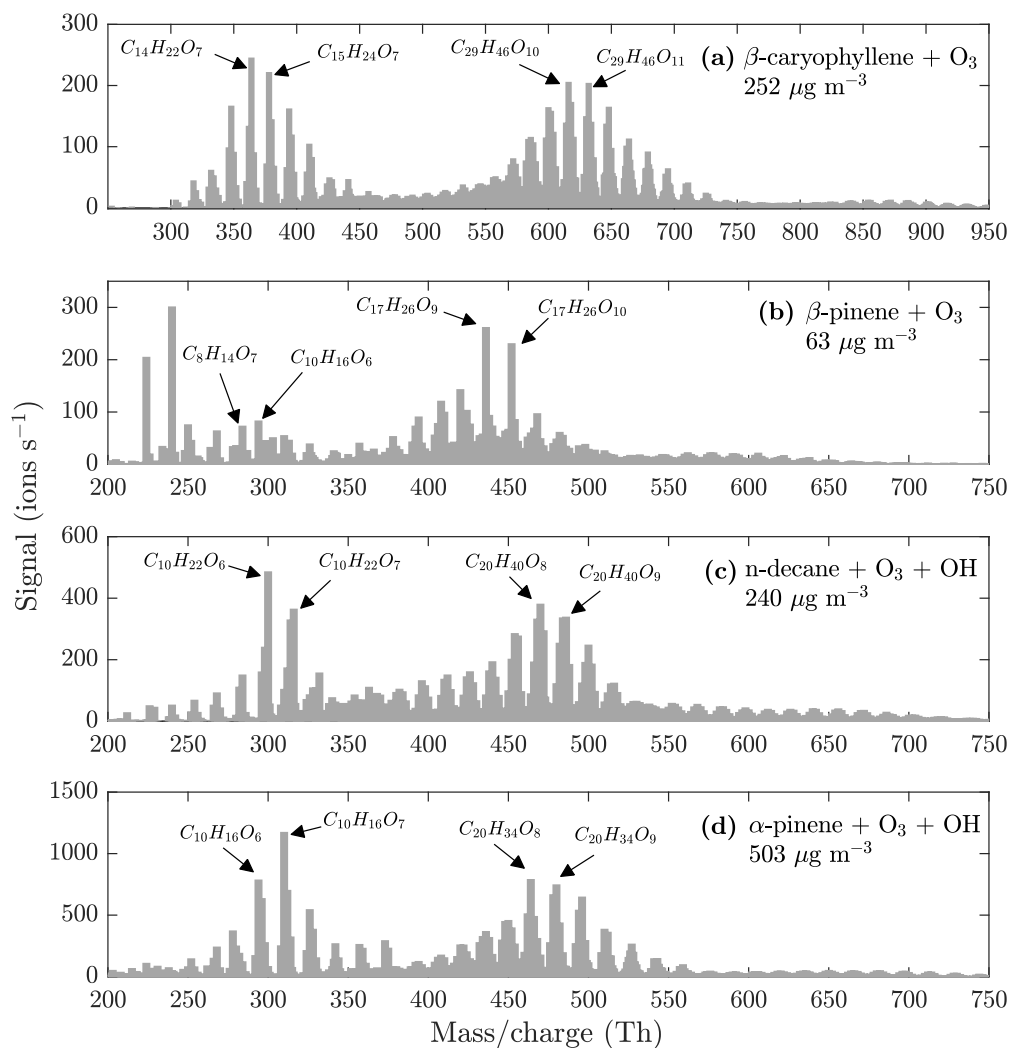 Signal (ions s⁻¹)
300
200
100
0
C₁₄H₂₂O₇
C₁₅H₂₄O₇
C₂₉H₄₆O₁₀
C₂₉H₄₆O₁₁
(a) β-caryophyllene + O₃
252 μg m⁻³
300 350 400 450 500 550 600 650 700 750 800 850 900 950
300
200
100
0
C₈H₁₄O₇
C₁₀H₁₆O₆
C₁₇H₂₆O₉
C₁₇H₂₆O₁₀
(b) β-pinene + O₃
63 μg m⁻³
200 250 300 350 400 450 500 550 600 650 700 750
600
400
200
0
C₁₀H₂₂O₆
C₁₀H₂₂O₇
C₂₀H₄₀O₈
C₂₀H₄₀O₉
(c) n-decane + O₃ + OH
240 μg m⁻³
200 250 300 350 400 450 500 550 600 650 700 750
1500
1000
500
0
C₁₀H₁₆O₆
C₁₀H₁₆O₇
C₂₀H₃₄O₈
C₂₀H₃₄O₉
(d) α-pinene + O₃ + OH
503 μg m⁻³
200 250 300 350 400 450 500 550 600 650 700 750
Mass/charge (Th)